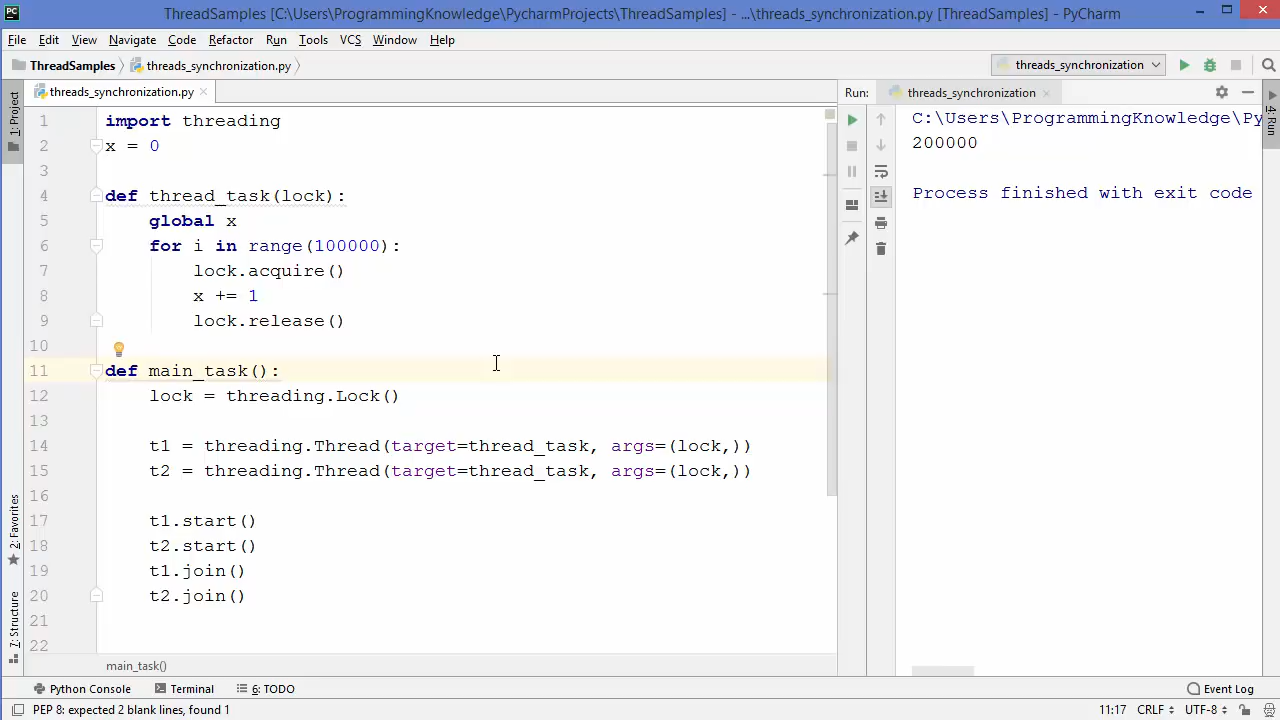 PC
ThreadSamples [C:\Users\ProgrammingKnowledge\PycharmProjects\ThreadSamples] - ...\threads_synchronization.py [ThreadSamples] - PyCharm
File Edit View Navigate Code Refactor Run Tools VCS Window Help
ThreadSamples threads_synchronization.py
threads_synchronization
1: Project
threads_synchronization.py
1 import threading
2 x = 0
3
4 def thread_task(lock):
5 global x
6 for i in range(100000):
7 lock.acquire()
8 x += 1
9 lock.release()
10
11 def main_task():
12 lock = threading.Lock()
13
14 t1 = threading.Thread(target=thread_task, args=(lock,))
15 t2 = threading.Thread(target=thread_task, args=(lock,))
16
17 t1.start()
18 t2.start()
19 t1.join()
20 t2.join()
21
22
main_task()
2: Favorites
7: Structure
Run: threads_synchronization
C:\Users\ProgrammingKnowledge\Py
200000
Process finished with exit code
4: Run
Python Console Terminal 6: TODO Event Log
PEP 8: expected 2 blank lines, found 1 11:17 CRLF UTF-8